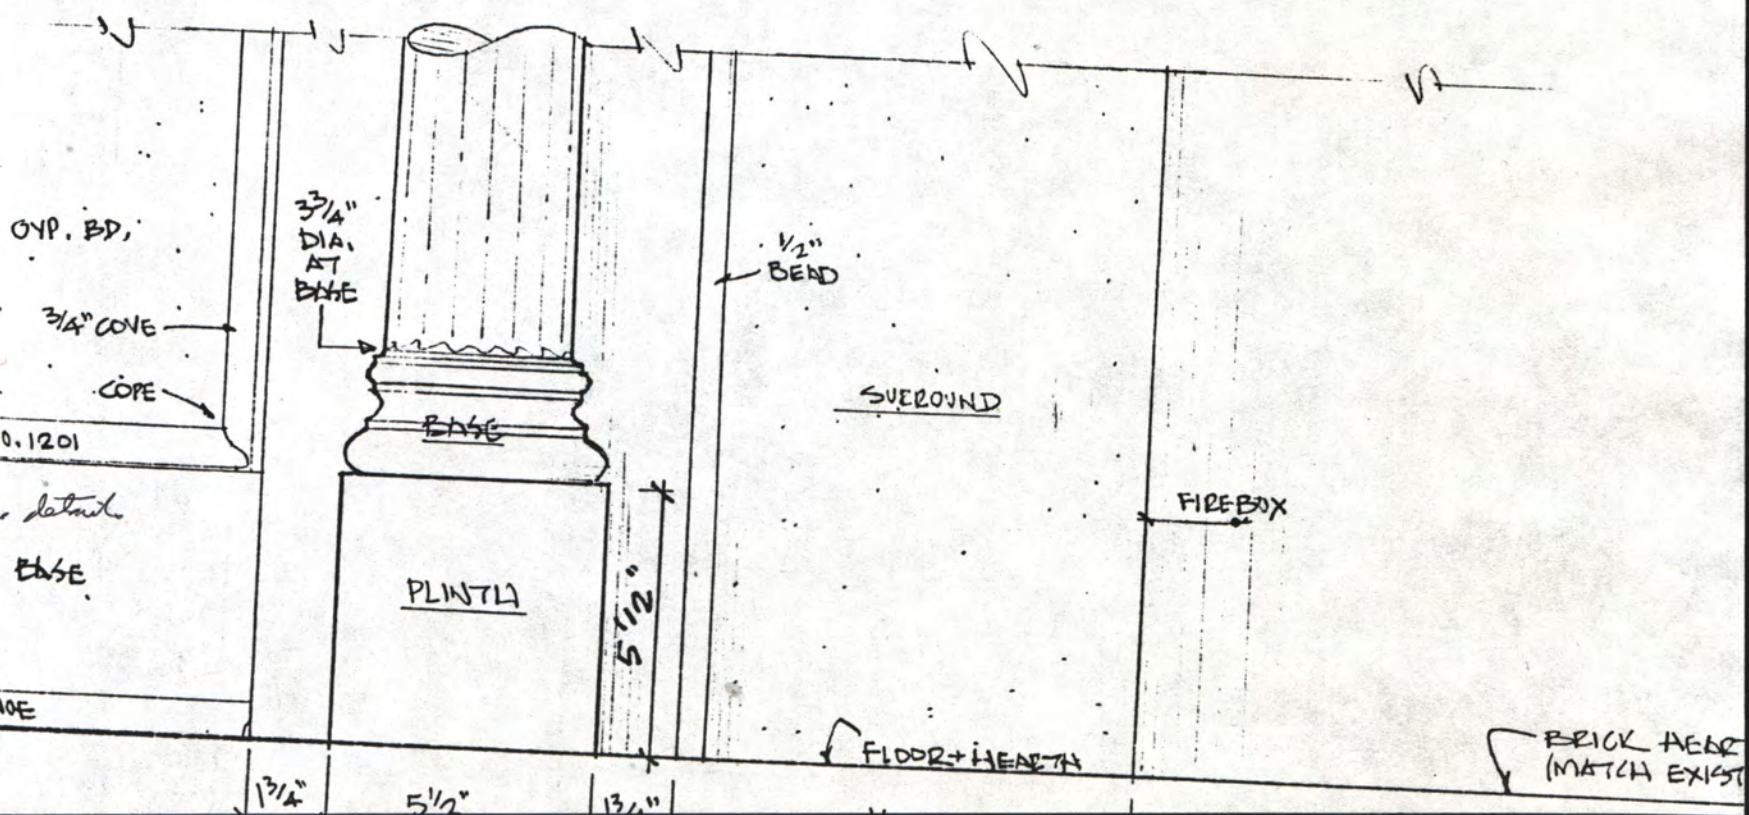 GYP. BD.
3/4" COVE
COPE
0.1201
detail
BASE
3 3/4"
DIA.
AT
BASE
BASE
PLINTH
5 1/2"
1/2"
BEAD
SURROUND
FIREBOX
FLOOR + HEARTH
BRICK HEAR
(MATCH EXIST
1 3/4"
5 1/2"
1 3/4"